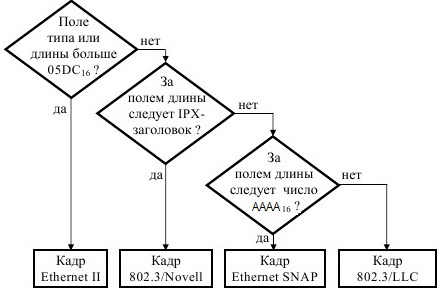 Поле
типа или
длины больше
05DC₁₆ ?
нет
да
За
полем длины
следует IPX-
заголовок ?
нет
да
За
полем длины
следует число
AAAA₁₆ ?
нет
да
Кадр
Ethernet II
Кадр
802.3/Novell
Кадр
Ethernet SNAP
Кадр
802.3/LLC